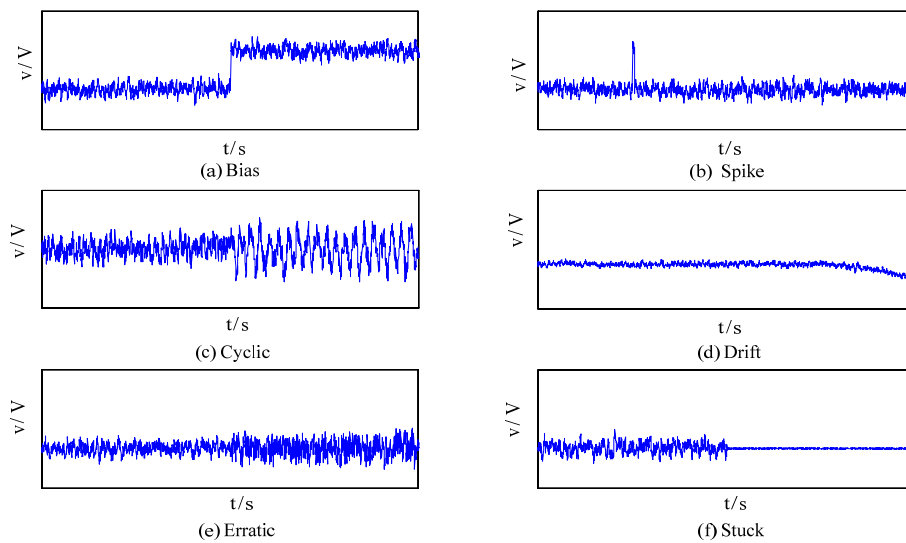 v/ V
t/s
(a) Bias
v/ V
t/s
(b) Spike
v/ V
t/s
(c) Cyclic
v/ V
t/s
(d) Drift
v/ V
t/s
(e) Erratic
v/ V
t/s
(f) Stuck